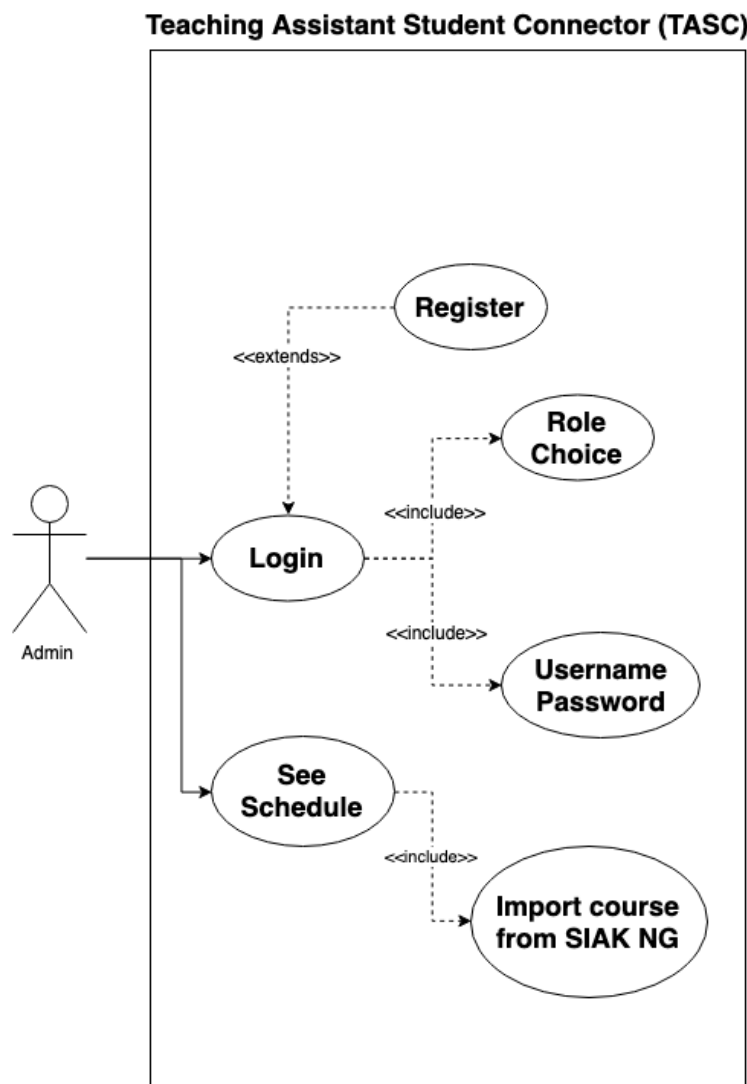 Teaching Assistant Student Connector (TASC)
Register
<<extends>>
Role
Choice
<<include>>
Login
Admin
<<include>>
Username
Password
See
Schedule
<<include>>
Import course
from SIAK NG